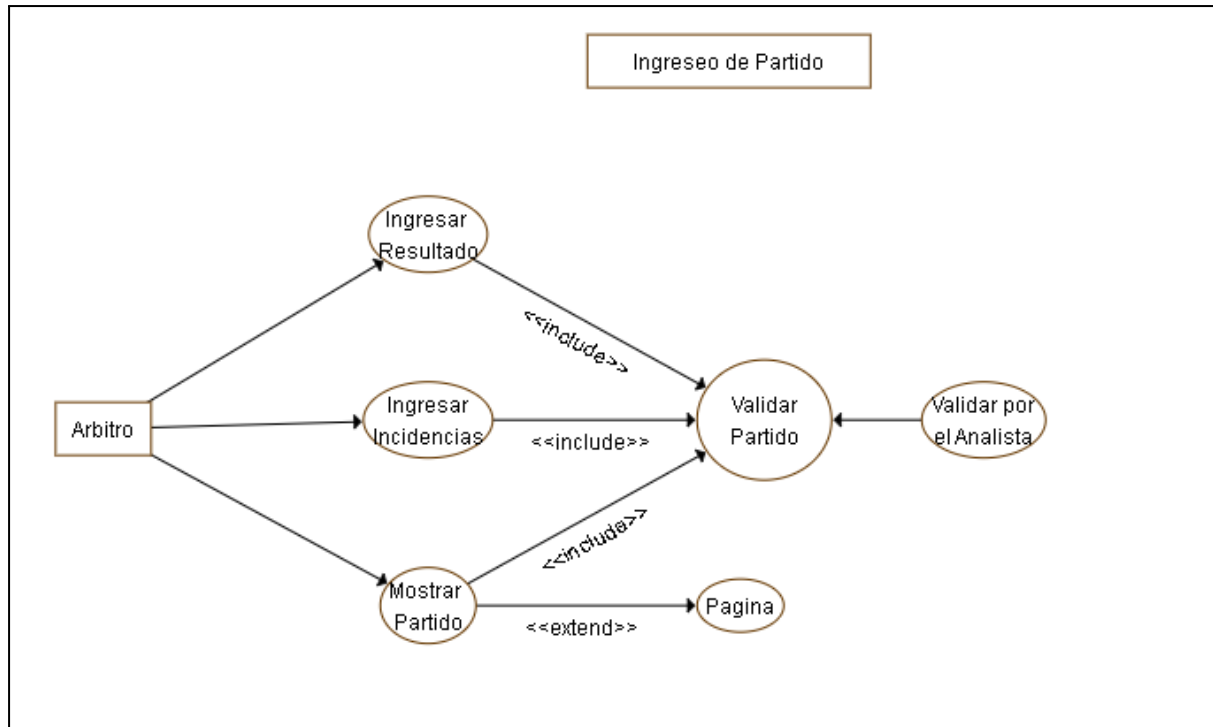 Ingreseo de Partido
Ingresar
Resultado
<<include>>
Arbitro
Ingresar
Incidencias
<<include>>
Validar
Partido
Validar por
el Analista
<<include>>
Mostrar
Partido
<<extend>>
Pagina